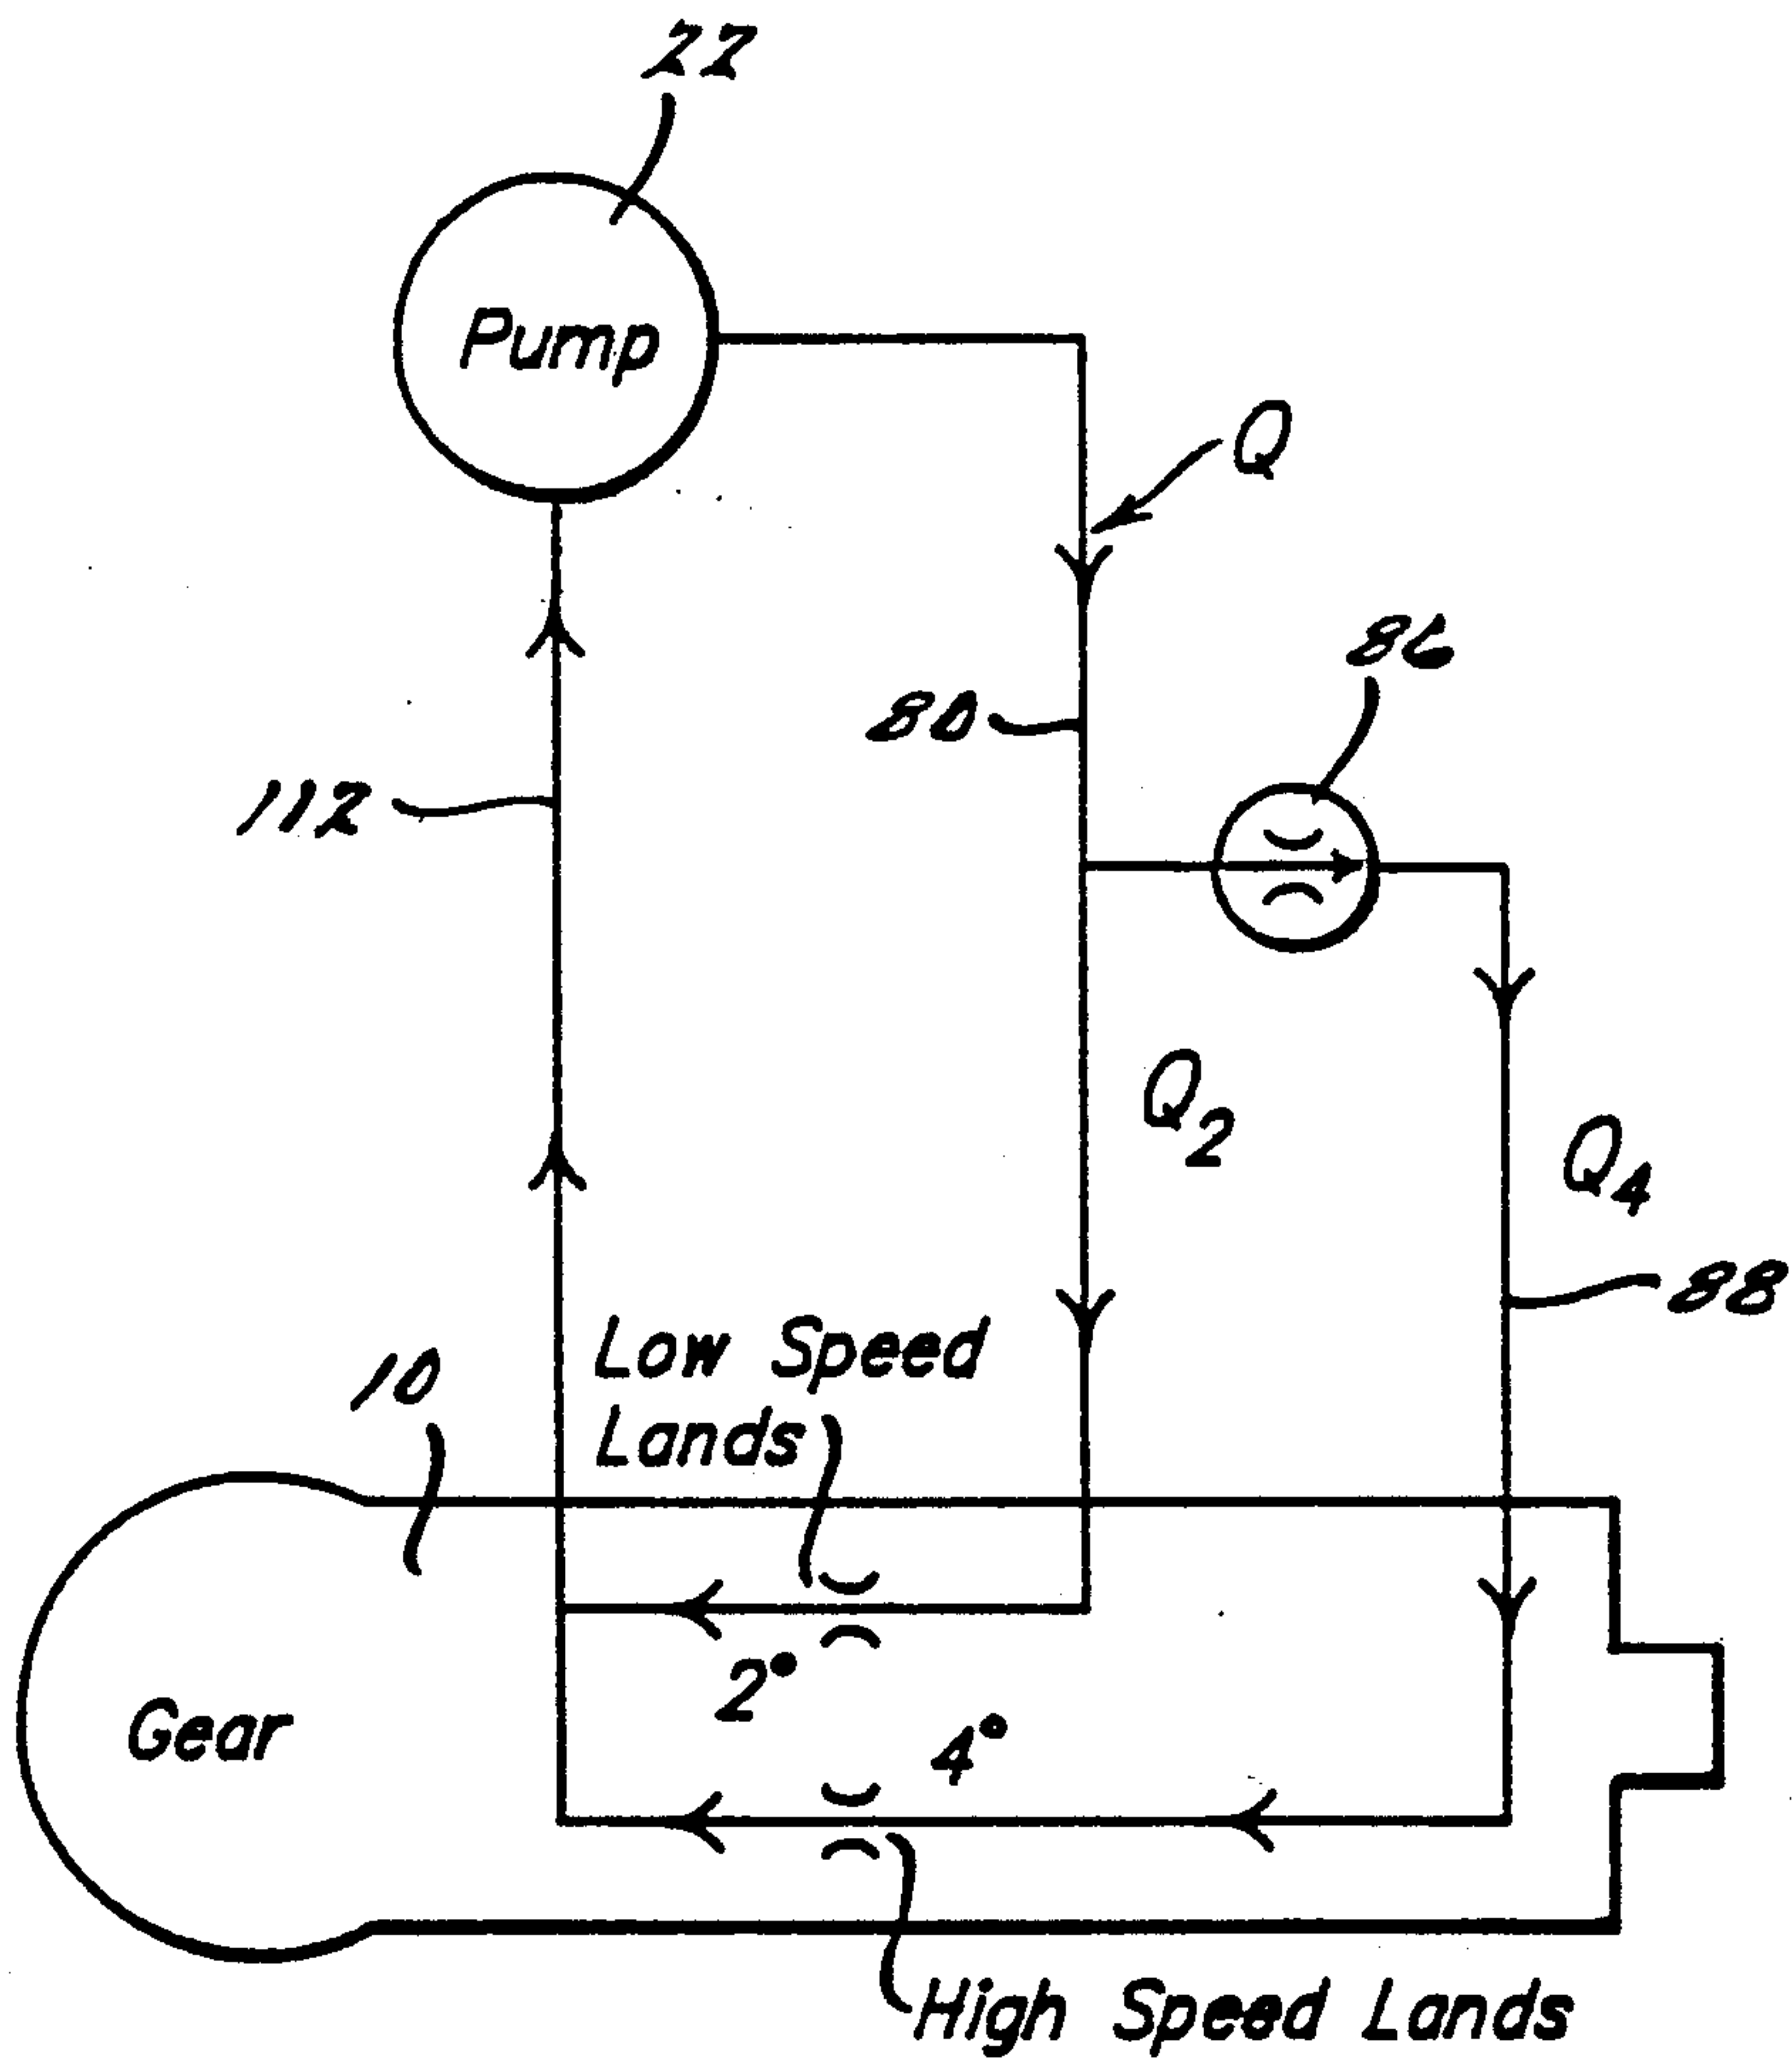 22
Pump
Q
86
80
112
Q2
Q4
88
Low Speed
Lands
10
2°
4°
Gear
High Speed Lands